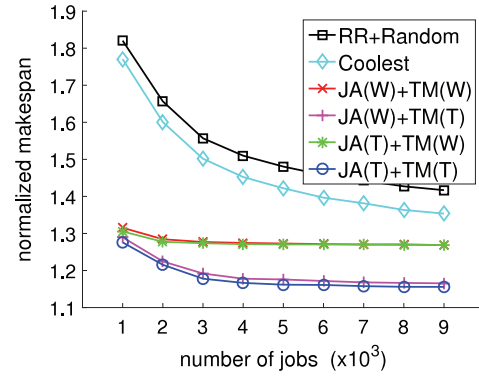 1.9
1.8
1.7
1.6
1.5
1.4
1.3
1.2
1.1
normalized makespan
RR+Random
Coolest
JA(W)+TM(W)
JA(W)+TM(T)
JA(T)+TM(W)
JA(T)+TM(T)
1 2 3 4 5 6 7 8 9
number of jobs (x10³)